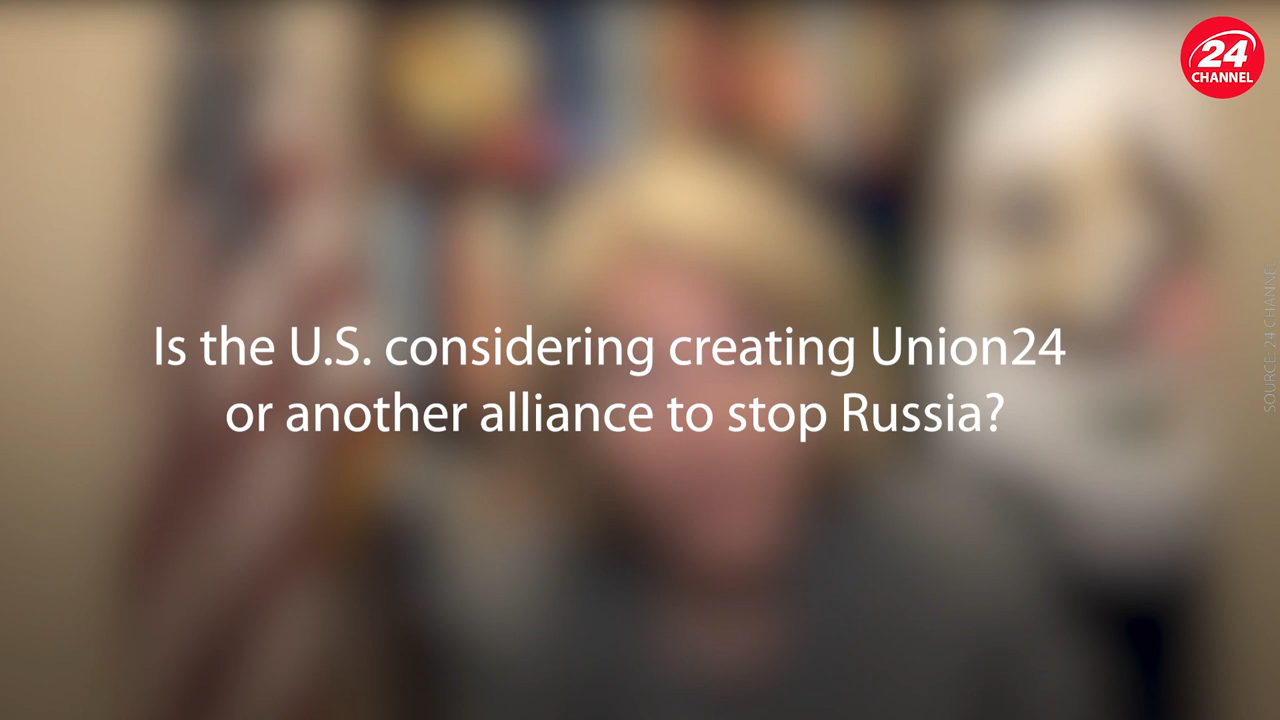 24
CHANNEL
Is the U.S. considering creating Union24
or another alliance to stop Russia?
SOURCE: 24 CHANNEL